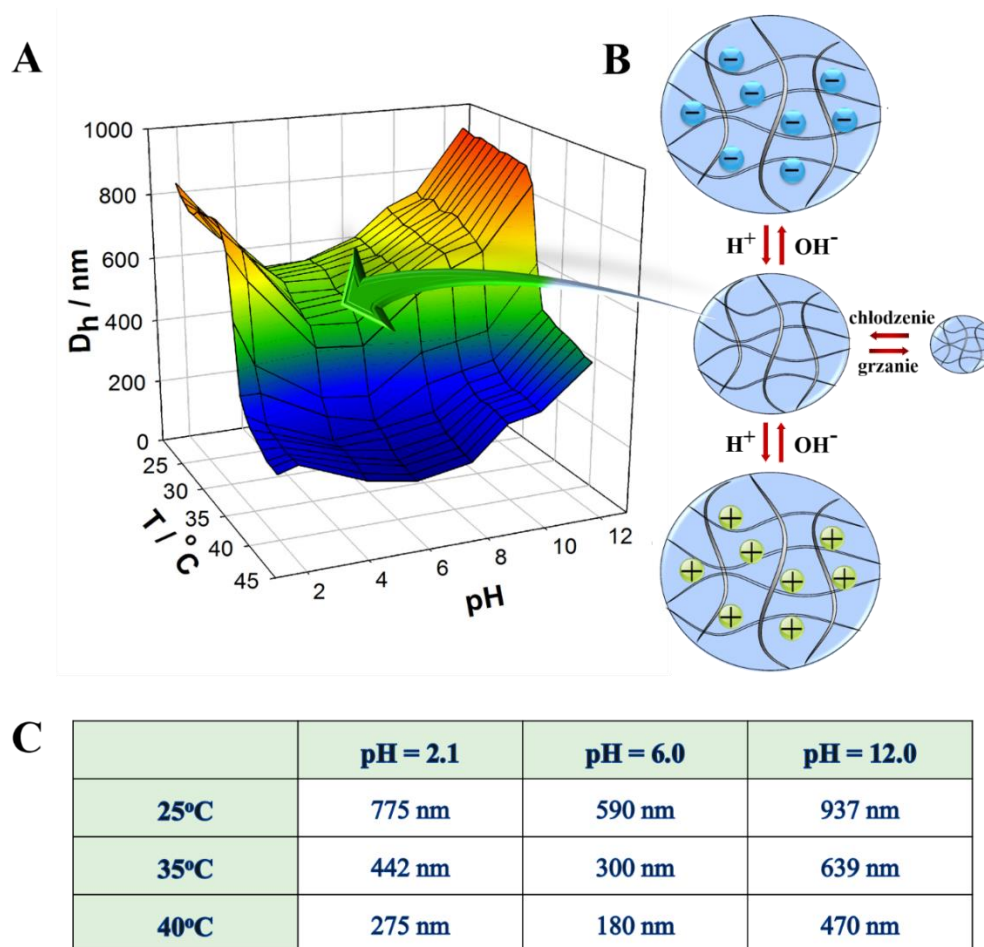 A
B
1000
800
600
400
200
0
D_h / nm
25
30
35
40
45
T / °C
2
4
6
8
10
12
pH
− − − − − − − −
H⁺ OH⁻
chłodzenie
grzanie
H⁺ OH⁻
+ + + + + + + +
C
pH = 2.1 pH = 6.0 pH = 12.0
25°C 775 nm 590 nm 937 nm
35°C 442 nm 300 nm 639 nm
40°C 275 nm 180 nm 470 nm